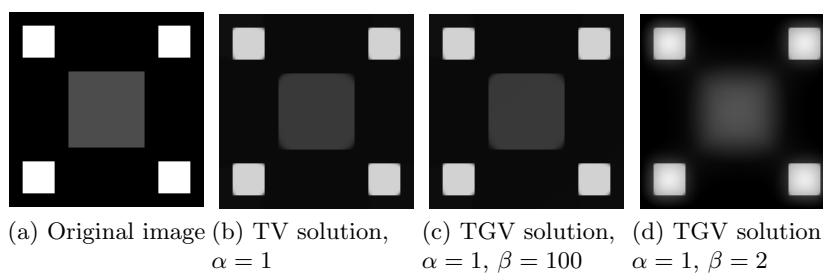 (a) Original image
(b) TV solution,
α = 1
(c) TGV solution,
α = 1, β = 100
(d) TGV solution
α = 1, β = 2